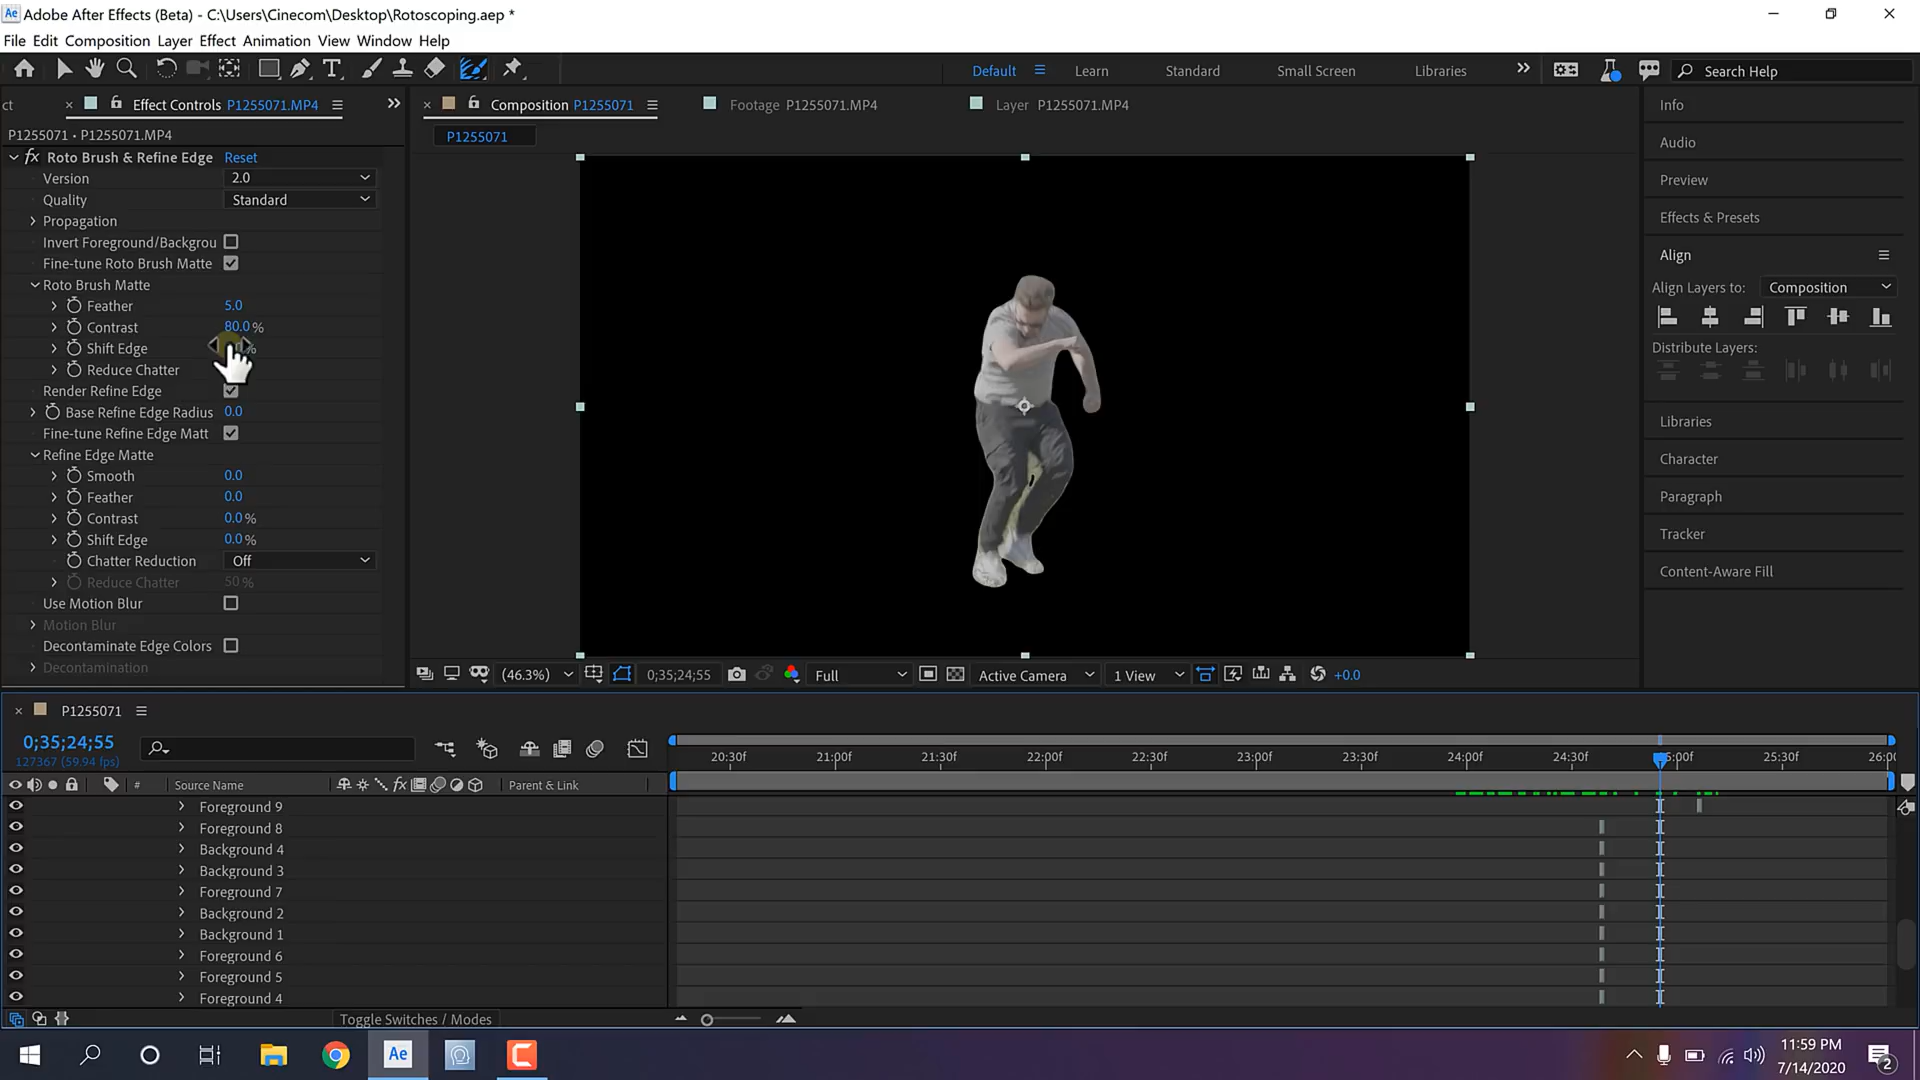 Ae Adobe After Effects (Beta) - C:\Users\Cinecom\Desktop\Rotoscoping.aep *
File Edit Composition Layer Effect Animation View Window Help
Default Learn Standard Small Screen Libraries Search Help
ct Effect Controls P1255071.MP4
P1255071 • P1255071.MP4
fx Roto Brush & Refine Edge Reset
Version 2.0
Quality Standard
Propagation
Invert Foreground/Backgrou
Fine-tune Roto Brush Matte
Roto Brush Matte
Feather 5.0
Contrast 80.0 %
Shift Edge %
Reduce Chatter
Render Refine Edge
Base Refine Edge Radius 0.0
Fine-tune Refine Edge Matt
Refine Edge Matte
Smooth 0.0
Feather 0.0
Contrast 0.0 %
Shift Edge 0.0 %
Chatter Reduction Off
Reduce Chatter 50 %
Use Motion Blur
Motion Blur
Decontaminate Edge Colors
Decontamination
Composition P1255071 Footage P1255071.MP4 Layer P1255071.MP4
P1255071
(46.3%) 0;35;24;55 Full Active Camera 1 View +0.0
Info
Audio
Preview
Effects & Presets
Align
Align Layers to: Composition
Distribute Layers:
Libraries
Character
Paragraph
Tracker
Content-Aware Fill
P1255071
0;35;24;55
127367 (59.94 fps)
20:30f 21:00f 21:30f 22:00f 22:30f 23:00f 23:30f 24:00f 24:30f 5:00f 25:30f 26:00
# Source Name fx Parent & Link
Foreground 9
Foreground 8
Background 4
Background 3
Foreground 7
Background 2
Background 1
Foreground 6
Foreground 5
Foreground 4
Toggle Switches / Modes
Ae
11:59 PM
7/14/2020
2